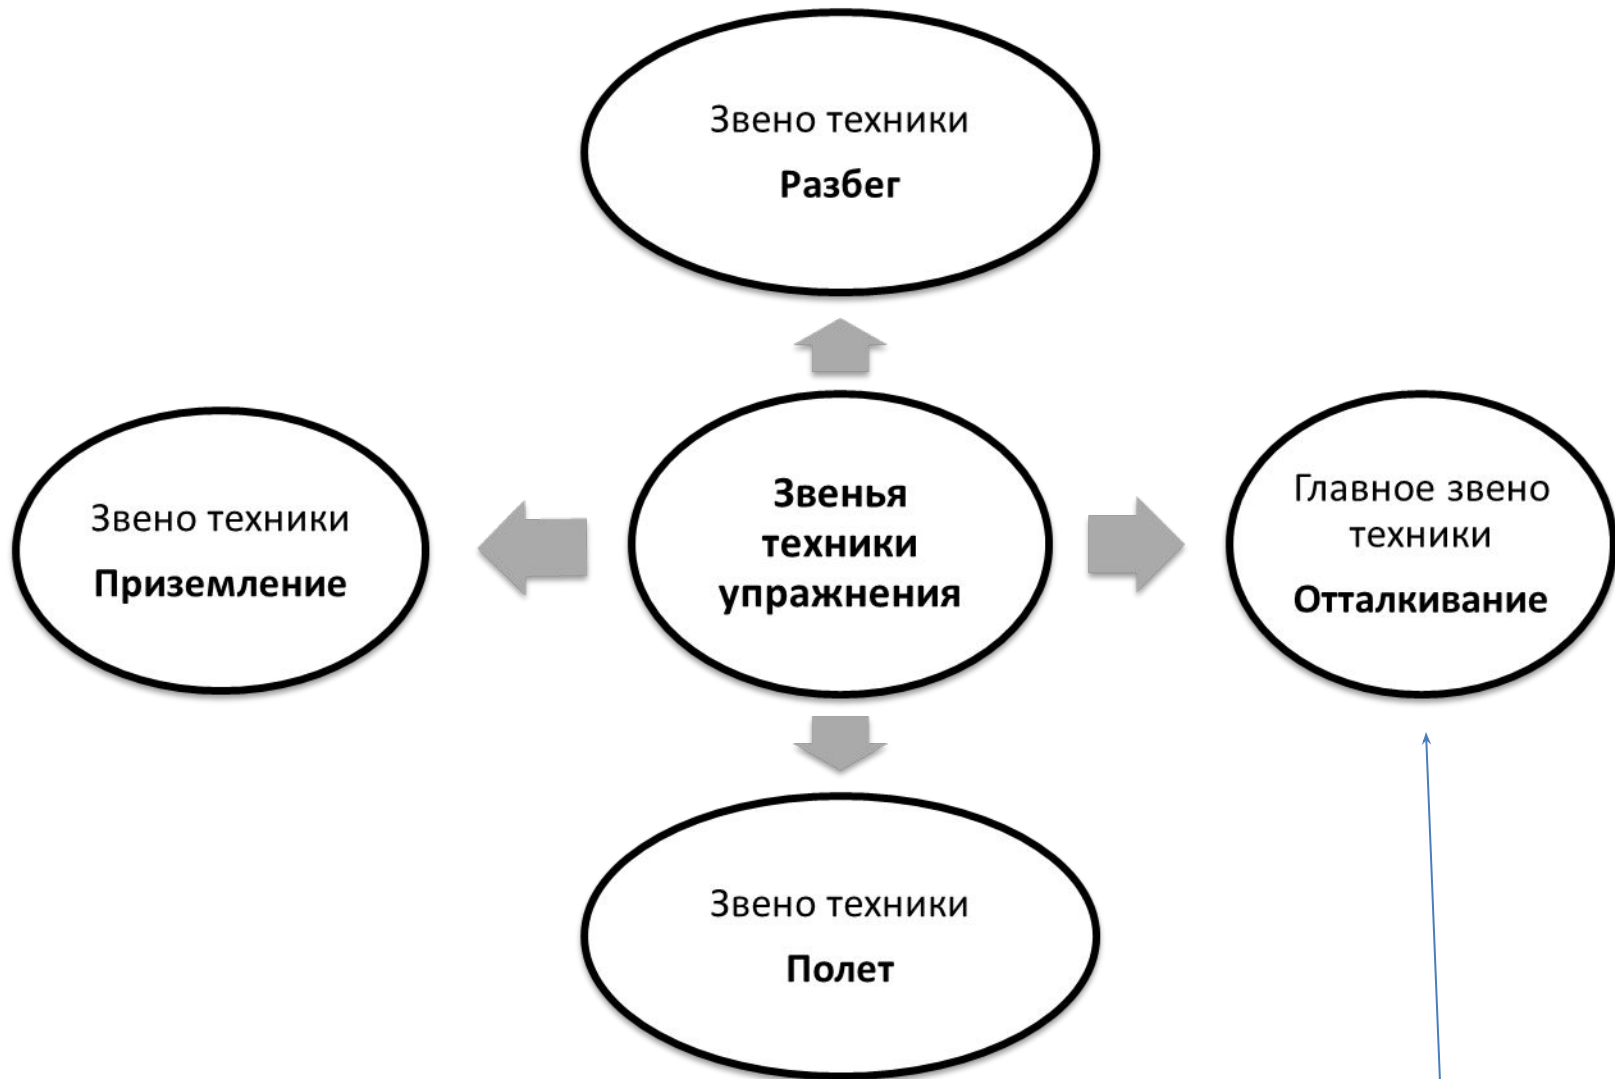 Звено техники
Разбег
Звено техники
Приземление
Звенья
техники
упражнения
Главное звено
техники
Отталкивание
Звено техники
Полет